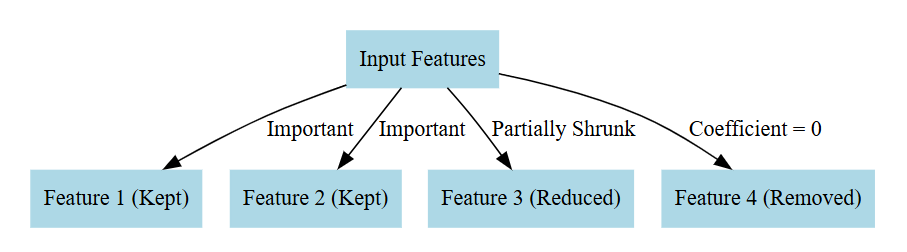 Input Features
Important
Important
Partially Shrunk
Coefficient = 0
Feature 1 (Kept)
Feature 2 (Kept)
Feature 3 (Reduced)
Feature 4 (Removed)